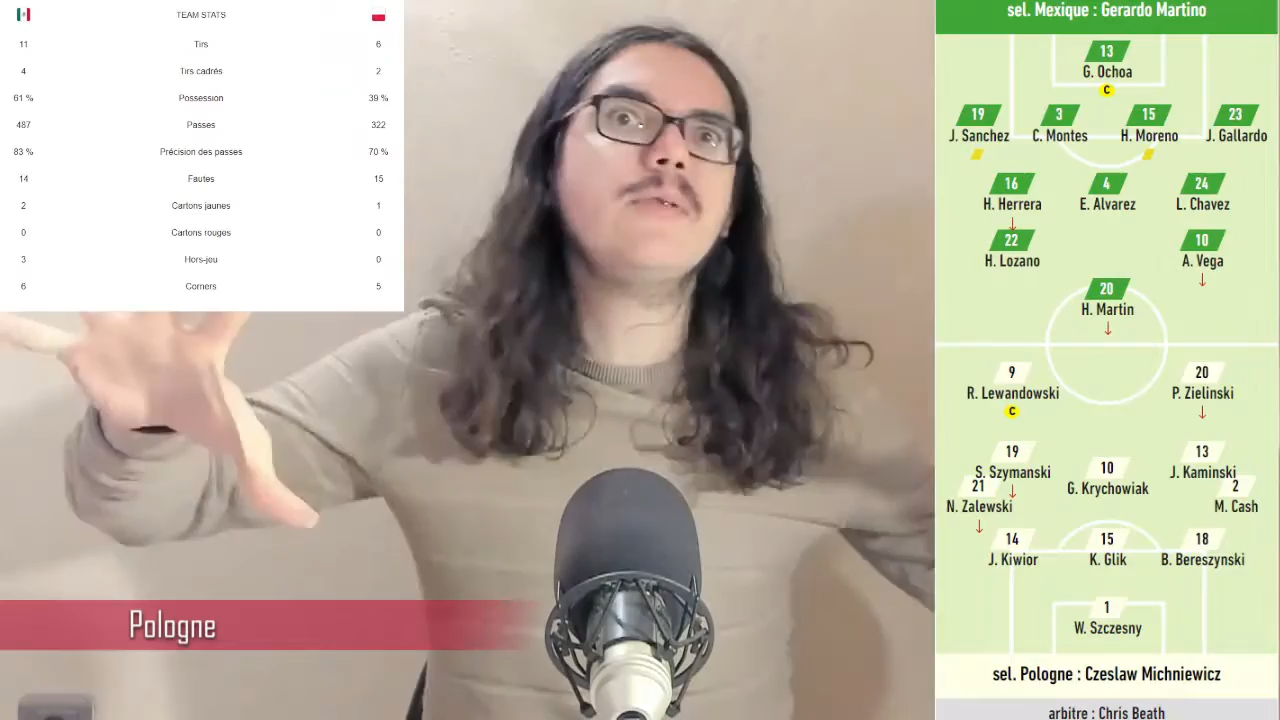 TEAM STATS
11 Tirs 6
4 Tirs cadrés 2
61 % Possession 39 %
487 Passes 322
83 % Précision des passes 70 %
14 Fautes 15
2 Cartons jaunes 1
0 Cartons rouges 0
3 Hors-jeu 0
6 Corners 5
Pologne
sel. Mexique : Gerardo Martino
13
G. Ochoa
C
19 3 15 23
J. Sanchez C. Montes H. Moreno J. Gallardo
16 4 24
H. Herrera E. Alvarez L. Chavez
22 10
H. Lozano A. Vega
20
H. Martin
9 20
R. Lewandowski P. Zielinski
C
19 13
S. Szymanski J. Kaminski
10
G. Krychowiak
21 2
N. Zalewski M. Cash
14 15 18
J. Kiwior K. Glik B. Bereszynski
1
W. Szczesny
sel. Pologne : Czeslaw Michniewicz
arbitre : Chris Beath